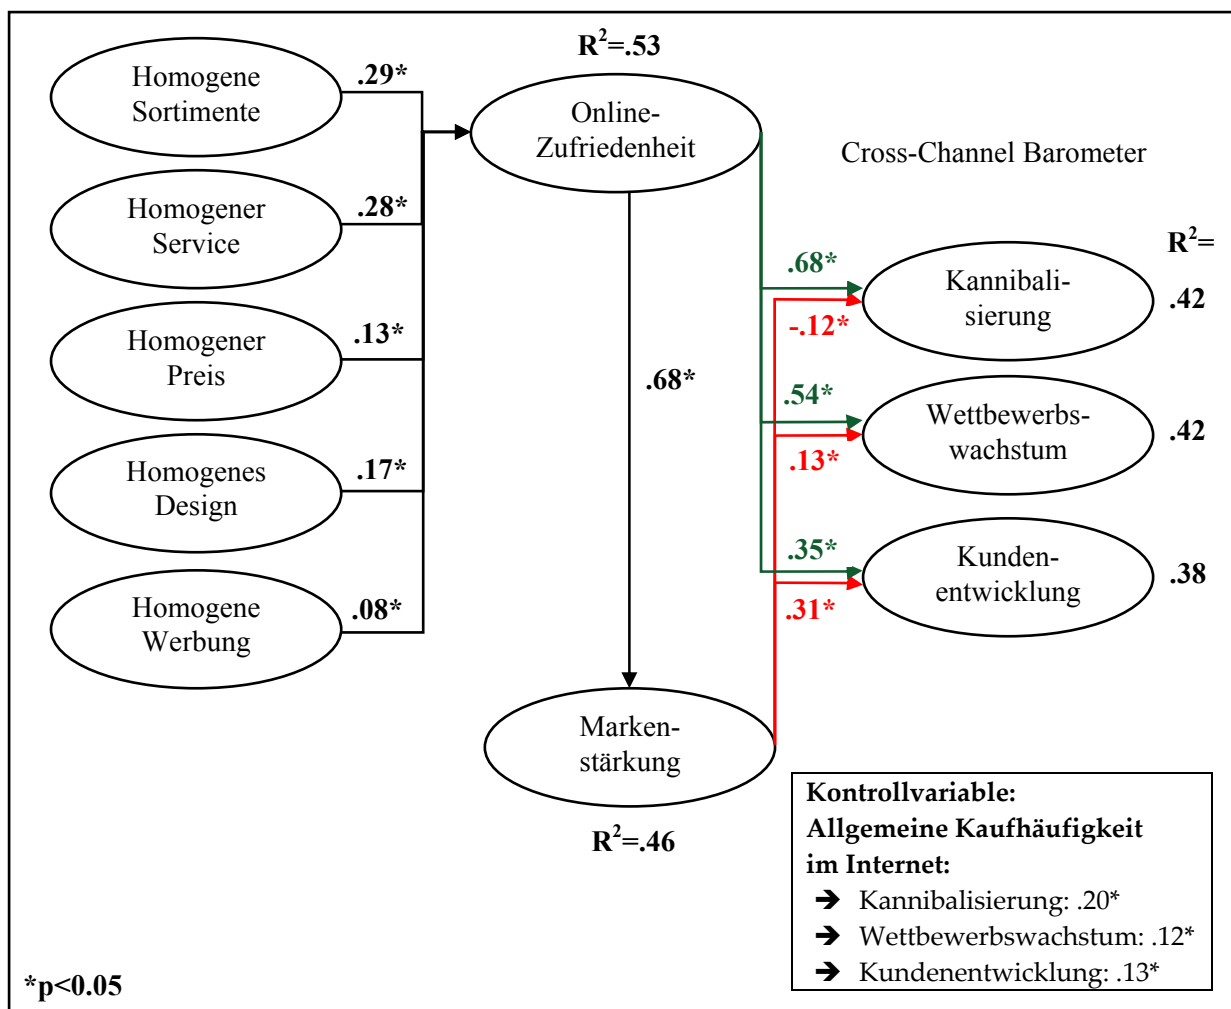 R²=.53
Homogene
Sortimente
.29*
Online-
Zufriedenheit
Cross-Channel Barometer
Homogener
Service
.28*
R²=
.68*
Kannibali-
sierung
.42
-.12*
Homogener
Preis
.13*
.68*
.54*
Wettbewerbs-
wachstum
.42
.13*
Homogenes
Design
.17*
.35*
Kunden-
entwicklung
.38
.31*
Homogene
Werbung
.08*
Marken-
stärkung
R²=.46
Kontrollvariable:
Allgemeine Kaufhäufigkeit
im Internet:
➔ Kannibalisierung: .20*
➔ Wettbewerbswachstum: .12*
➔ Kundenentwicklung: .13*
*p<0.05